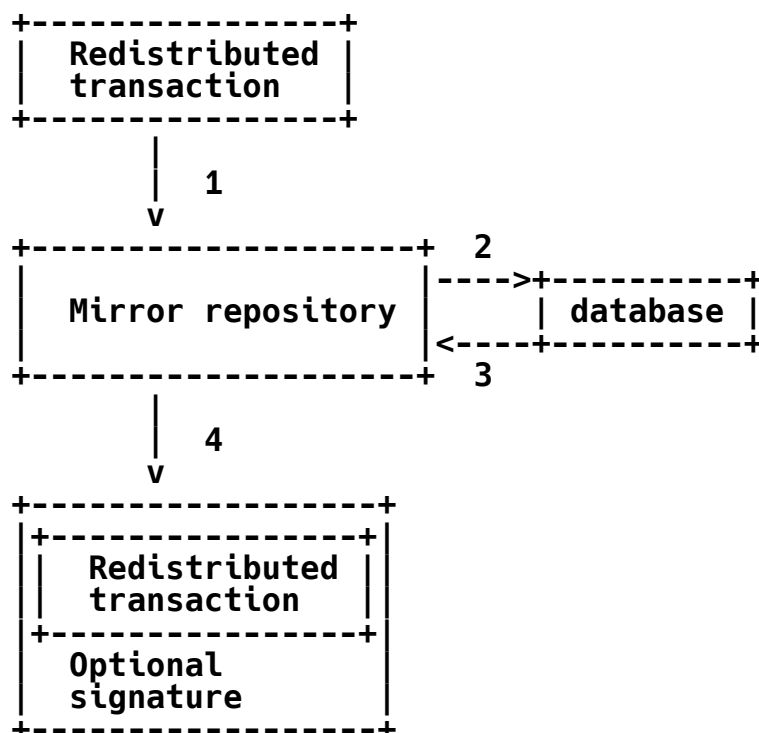 Redistributed
transaction
1
2
Mirror repository
database
3
4
Redistributed
transaction
Optional
signature